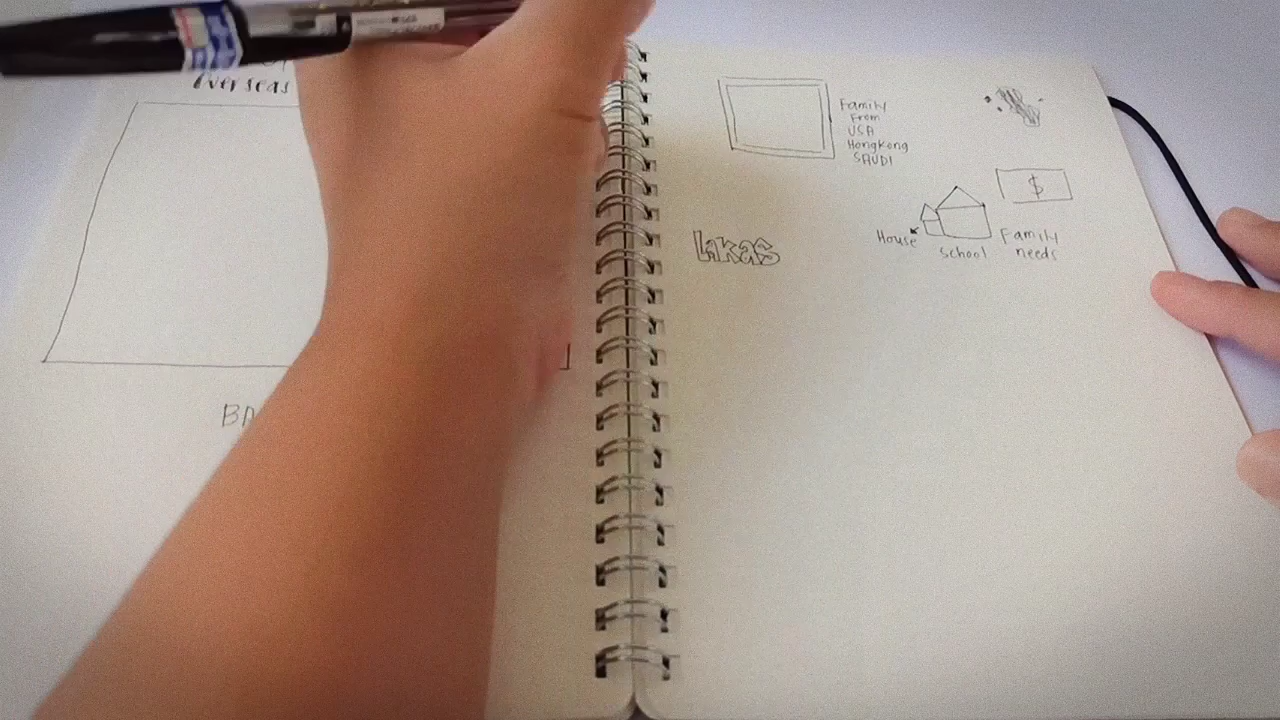 Overseas
Family
From
USA
HongKong
SAUDI
$
House
school
Family
needs
Lakas